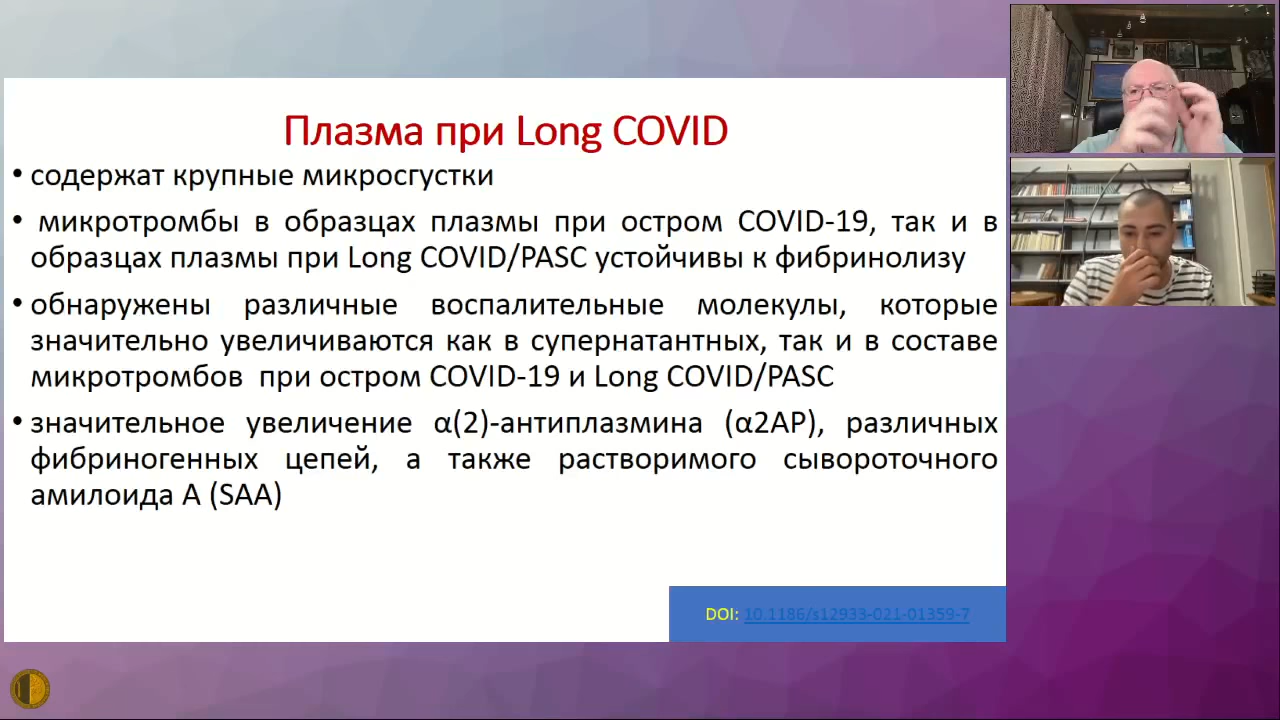 Плазма при Long COVID
• содержат крупные микросгустки
• микротромбы в образцах плазмы при остром COVID-19, так и в
образцах плазмы при Long COVID/PASC устойчивы к фибринолизу
• обнаружены различные воспалительные молекулы, которые
значительно увеличиваются как в супернатантных, так и в составе
микротромбов при остром COVID-19 и Long COVID/PASC
• значительное увеличение α(2)-антиплазмина (α2AP), различных
фибриногенных цепей, а также растворимого сывороточного
амилоида А (SAA)
DOI: 10.1186/s12933-021-01359-7